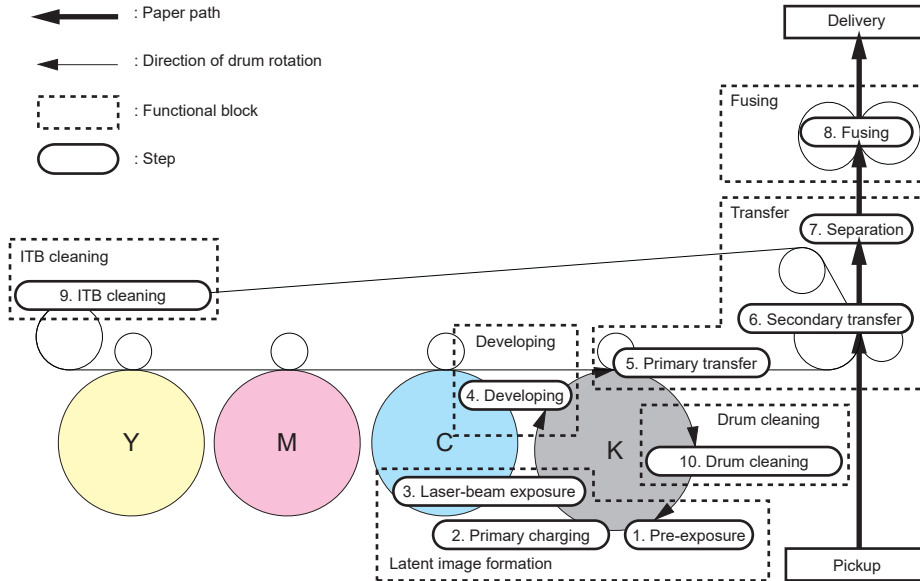 : Paper path
Delivery
: Direction of drum rotation
: Functional block
Fusing
8. Fusing
: Step
Transfer
7. Separation
ITB cleaning
9. ITB cleaning
6. Secondary transfer
Developing
5. Primary transfer
4. Developing
Drum cleaning
Y
M
C
K
10. Drum cleaning
3. Laser-beam exposure
2. Primary charging
1. Pre-exposure
Latent image formation
Pickup